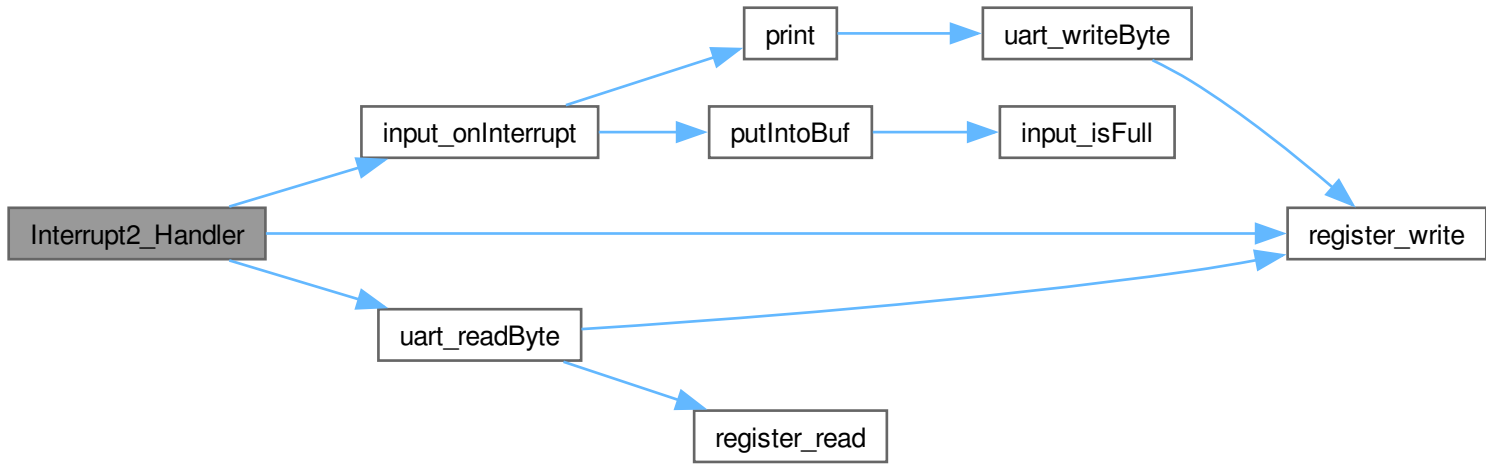 print
uart_writeByte
input_onInterrupt
putIntoBuf
input_isFull
Interrupt2_Handler
register_write
uart_readByte
register_read